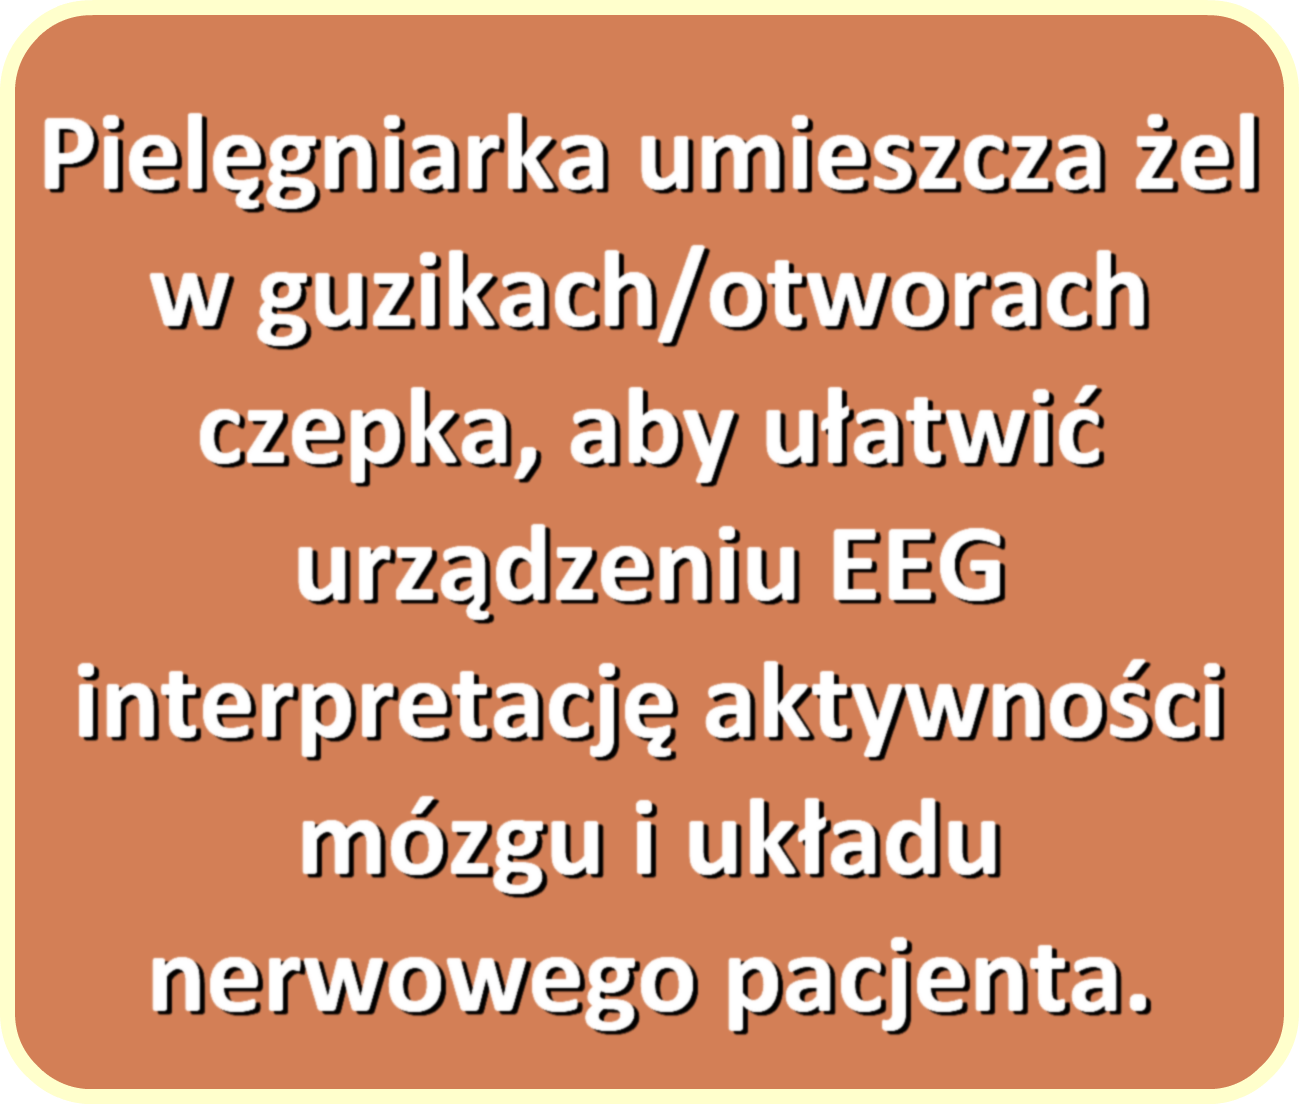 Pielęgniarka umieszcza żel
w guzikach/otworach
czepka, aby ułatwić
urządzeniu EEG
interpretację aktywności
mózgu i układu
nerwowego pacjenta.